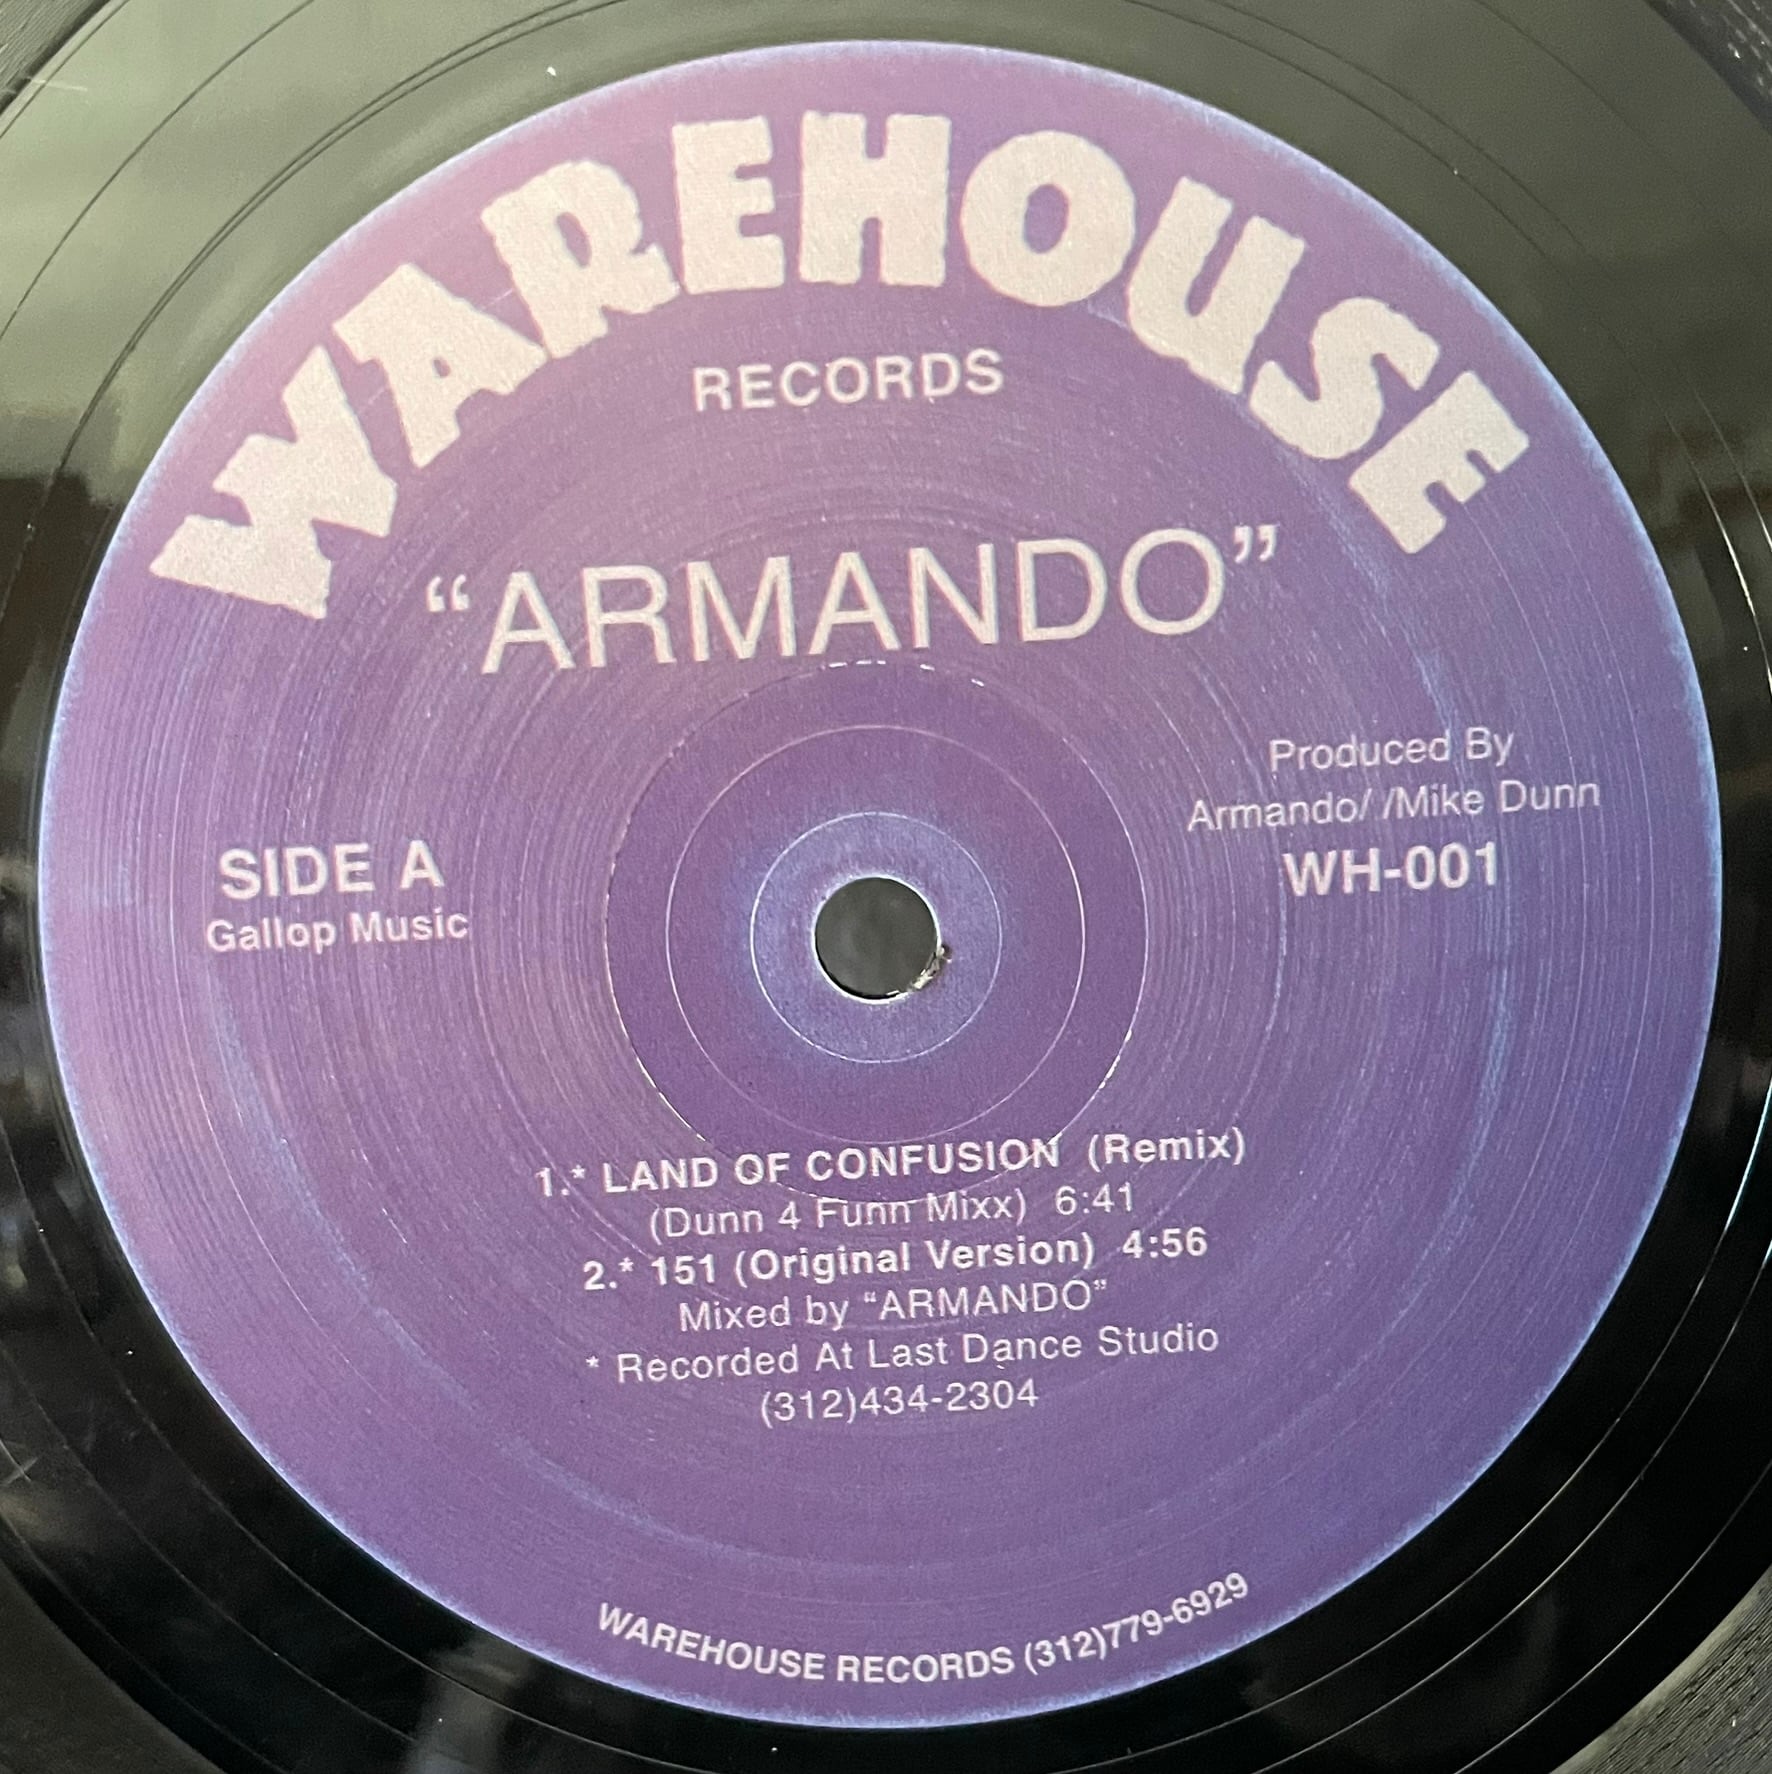 WAREHOUSE
RECORDS
“ARMANDO”
Produced By
Armando/ /Mike Dunn
WH-001
SIDE A
Gallop Music
1.* LAND OF CONFUSION (Remix)
(Dunn 4 Funn Mixx) 6:41
2.* 151 (Original Version) 4:56
Mixed by “ARMANDO”
* Recorded At Last Dance Studio
(312)434-2304
WAREHOUSE RECORDS (312)779-6929